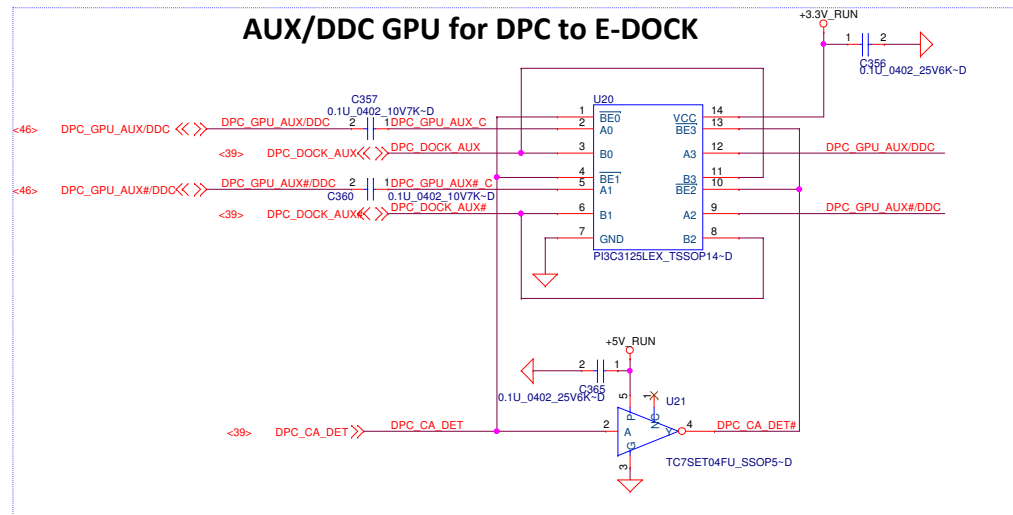 AUX/DDC GPU for DPC to E-DOCK
+3.3V_RUN
1 2
C356
0.1U_0402_25V6K~D
C357
0.1U_0402_10V7K~D
<46> DPC_GPU_AUX/DDC DPC_GPU_AUX/DDC 2 1 DPC_GPU_AUX_C
<39> DPC_DOCK_AUX DPC_DOCK_AUX
<46> DPC_GPU_AUX#/DDC DPC_GPU_AUX#/DDC 2 1 DPC_GPU_AUX#_C
C360 0.1U_0402_10V7K~D
<39> DPC_DOCK_AUX# DPC_DOCK_AUX#
U20
1 BE0 VCC 14
2 A0 BE3 13
3 B0 A3 12 DPC_GPU_AUX/DDC
4 BE1 B3 11
5 A1 BE2 10
6 B1 A2 9 DPC_GPU_AUX#/DDC
7 GND B2 8
PI3C3125LEX_TSSOP14~D
+5V_RUN
2 1
C365
0.1U_0402_25V6K~D
5 P 1 NC U21
<39> DPC_CA_DET DPC_CA_DET 2 A Y 4 DPC_CA_DET#
G 3
TC7SET04FU_SSOP5~D